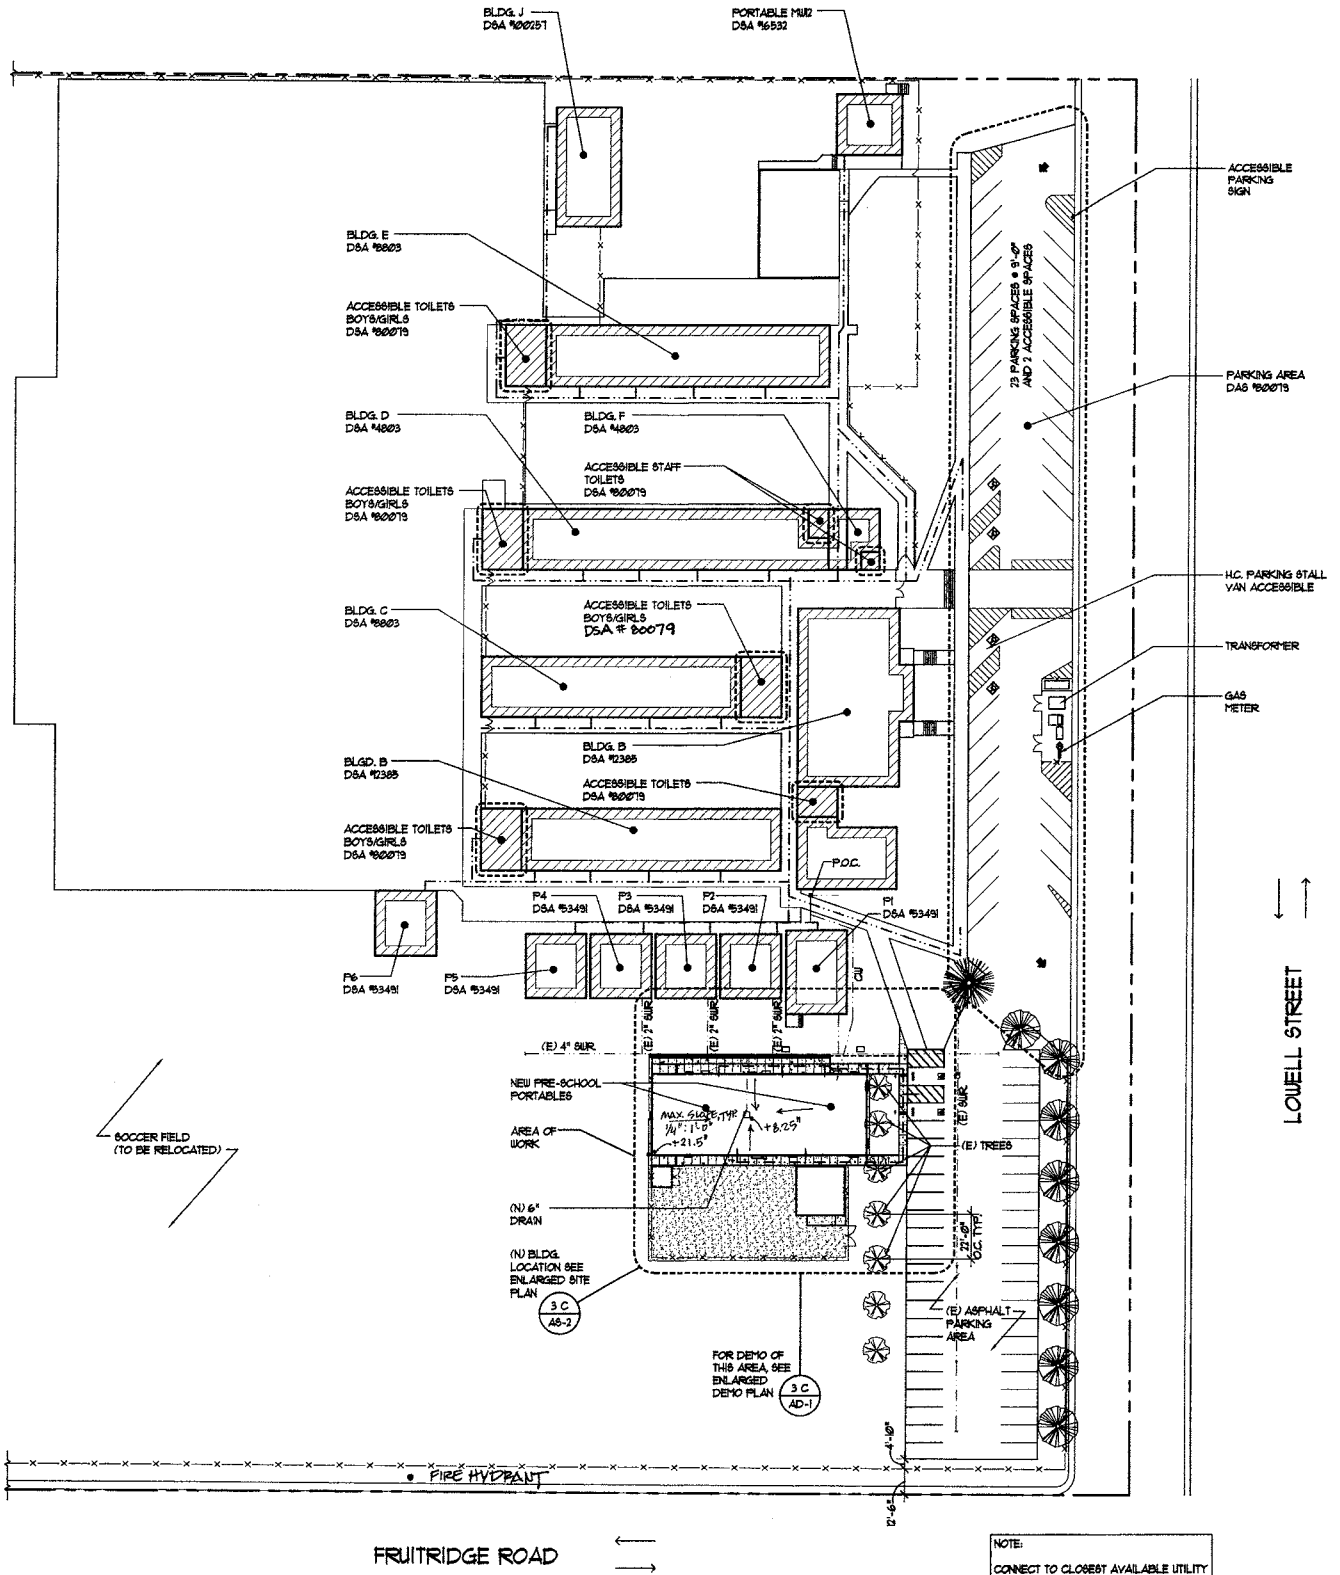 BLDG. J
DSA #00257
PORTABLE MW2
DSA #16532
ACCESSIBLE
PARKING
SIGN
BLDG. E
DSA #8803
23 PARKING SPACES @ 9'-0"
AND 2 ACCESSIBLE SPACES
ACCESSIBLE TOILETS
BOYS/GIRLS
DSA #80079
PARKING AREA
DAS #80079
BLDG. D
DSA #4803
BLDG. F
DSA #4803
ACCESSIBLE STAFF
TOILETS
DSA #80079
ACCESSIBLE TOILETS
BOYS/GIRLS
DSA #80079
H.C. PARKING STALL
VAN ACCESSIBLE
BLDG. C
DSA #8803
ACCESSIBLE TOILETS
BOYS/GIRLS
DSA # 80079
TRANSFORMER
GAS
METER
BLDG. B
DSA #12385
BLGD. B
DSA #12385
ACCESSIBLE TOILETS
DSA #80079
ACCESSIBLE TOILETS
BOYS/GIRLS
DSA #80079
P.O.C.
P4
DSA #53491
P3
DSA #53491
P2
DSA #53491
P1
DSA #53491
P6
DSA #53491
P5
DSA #53491
CW
(E) 2" SWR
(E) 2" SWR
(E) 2" SWR
(E) 4" SWR
LOWELL STREET
NEW PRE-SCHOOL
PORTABLES
MAX. SLOPE, TYP.
1/4" : 1'-0"
+8.25"
+21.5"
(E) SWR
AREA OF
WORK
(E) TREES
SOCCER FIELD
(TO BE RELOCATED)
(N) 6"
DRAIN
22'-0"
O.C. TYP.
(N) BLDG.
LOCATION SEE
ENLARGED SITE
PLAN
3 C
AS-2
(E) ASPHALT
PARKING
AREA
FOR DEMO OF
THIS AREA, SEE
ENLARGED
DEMO PLAN
3 C
AD-1
4'-10"
FIRE HYDRANT
12'-6"
FRUITRIDGE ROAD
NOTE:
CONNECT TO CLOSEST AVAILABLE UTILITY